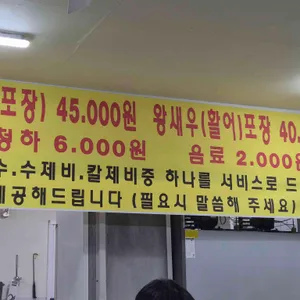 포장) 45.000원 왕새우(활어)포장 40.
청하 6.000원 음료 2.000원
수.수제비.칼제비중 하나를 서비스로 드
제공해드립니다 (필요시 말씀해 주세요)